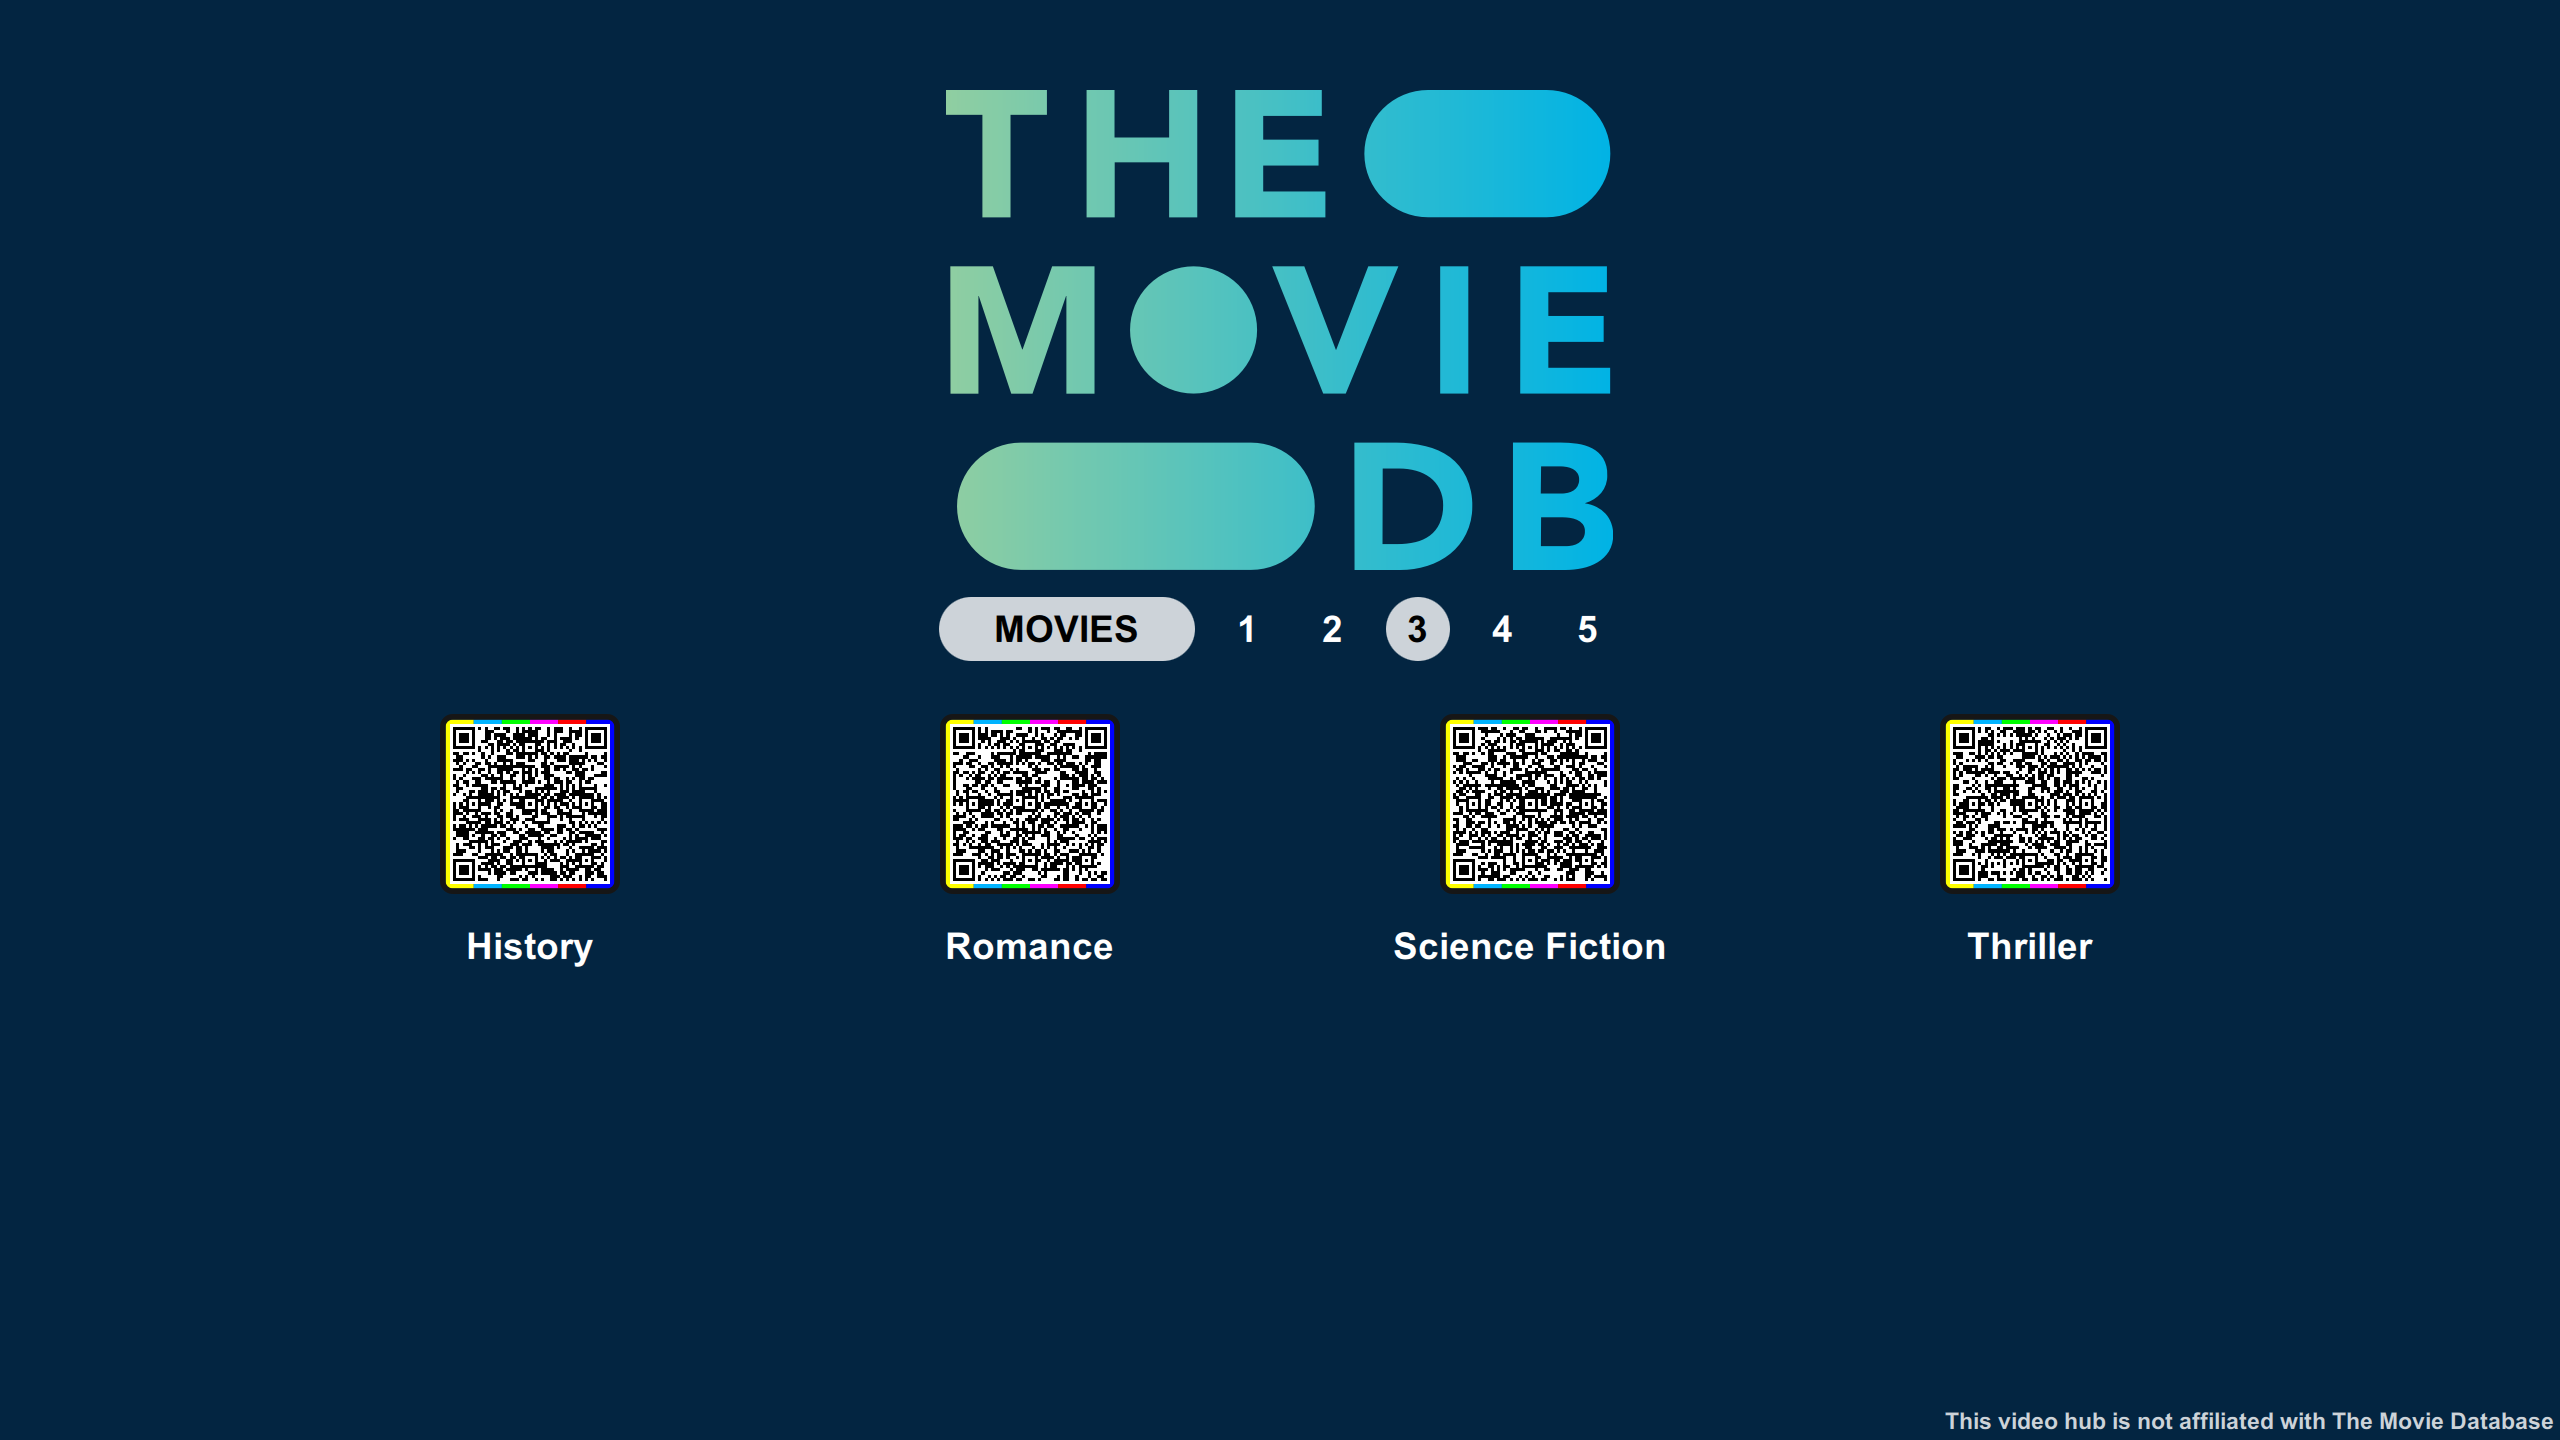 THE
MOVIE
DB
MOVIES 1 2 3 4 5
History Romance Science Fiction Thriller
This video hub is not affiliated with The Movie Database